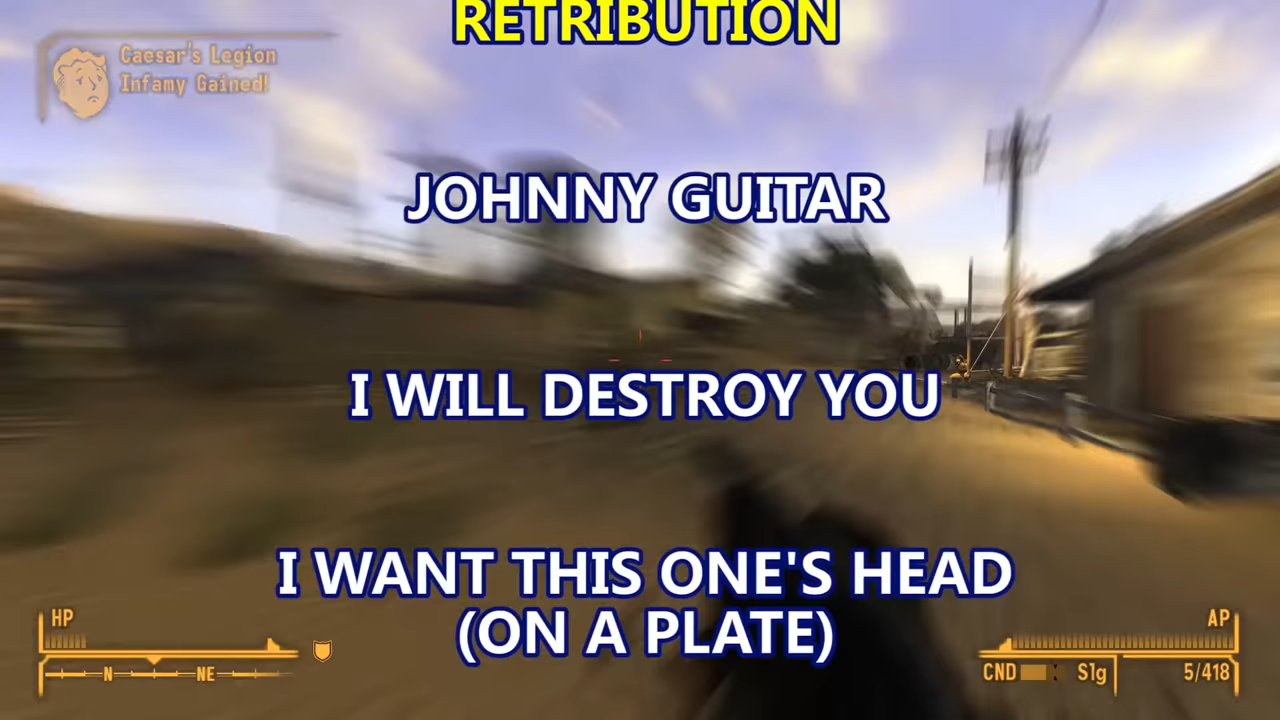 RETRIBUTION
Caesar's Legion
Infamy Gained!
JOHNNY GUITAR
I WILL DESTROY YOU
I WANT THIS ONE'S HEAD
(ON A PLATE)
HP
N NE
AP
CND Slg 5/418